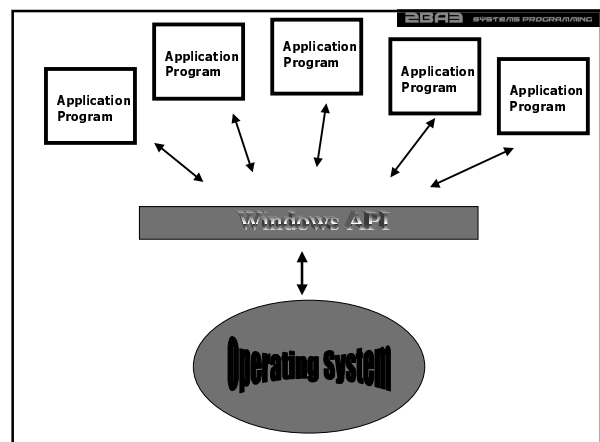 2BA3 SYSTEMS PROGRAMMING
Application
Program
Application
Program
Application
Program
Application
Program
Application
Program
Windows API
Operating System